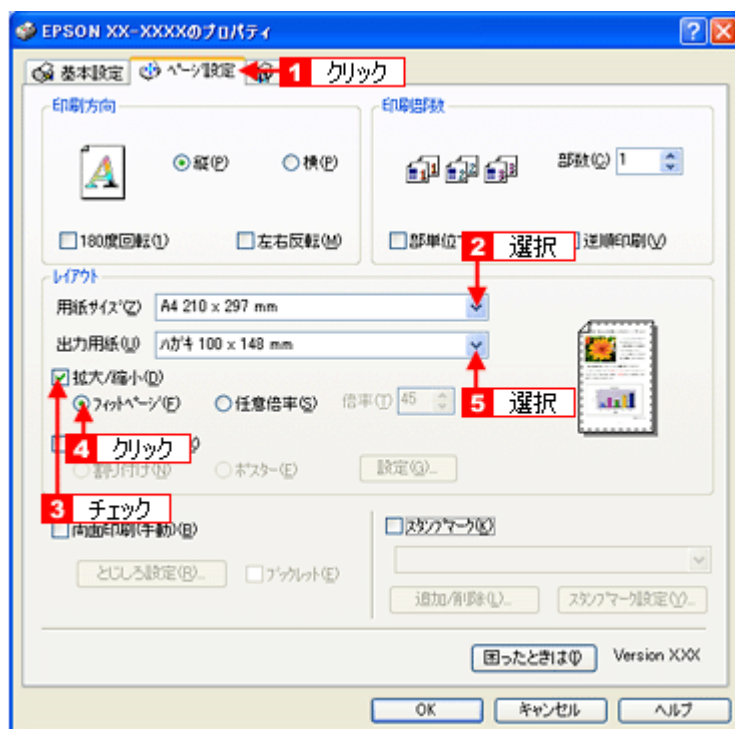 EPSON XX-XXXXのプロパティ
基本設定 ページ設定 1 クリック
印刷方向
縦(P) 横(P)
180度回転(1) 左右反転(M)
印刷部数
部数(C) 1
部単位 逆順印刷(V)
2 選択
レイアウト
用紙サイズ(Z) A4 210 x 297 mm
出力用紙(U) ハガキ 100 x 148 mm
拡大/縮小(D)
フィットページ(F) 任意倍率(S) 倍率(T) 45
5 選択
4 クリック
割り付け(N) ポスター(E) 設定(G)...
3 チェック
両面印刷(手動)(B)
とじしろ設定(R)... ブックレット(E)
スタンプマーク(K)
追加/削除(L)... スタンプマーク設定(Y)...
困ったときは(I) Version XXX
OK キャンセル ヘルプ